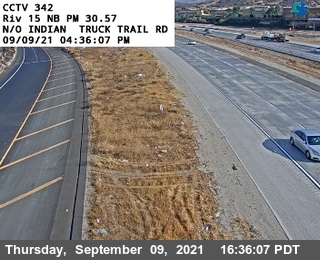 CCTV 342
Riv 15 NB PM 30.57
N/O INDIAN TRUCK TRAIL RD
09/09/21 04:36:07 PM
Thursday, September 09, 2021 16:36:07 PDT